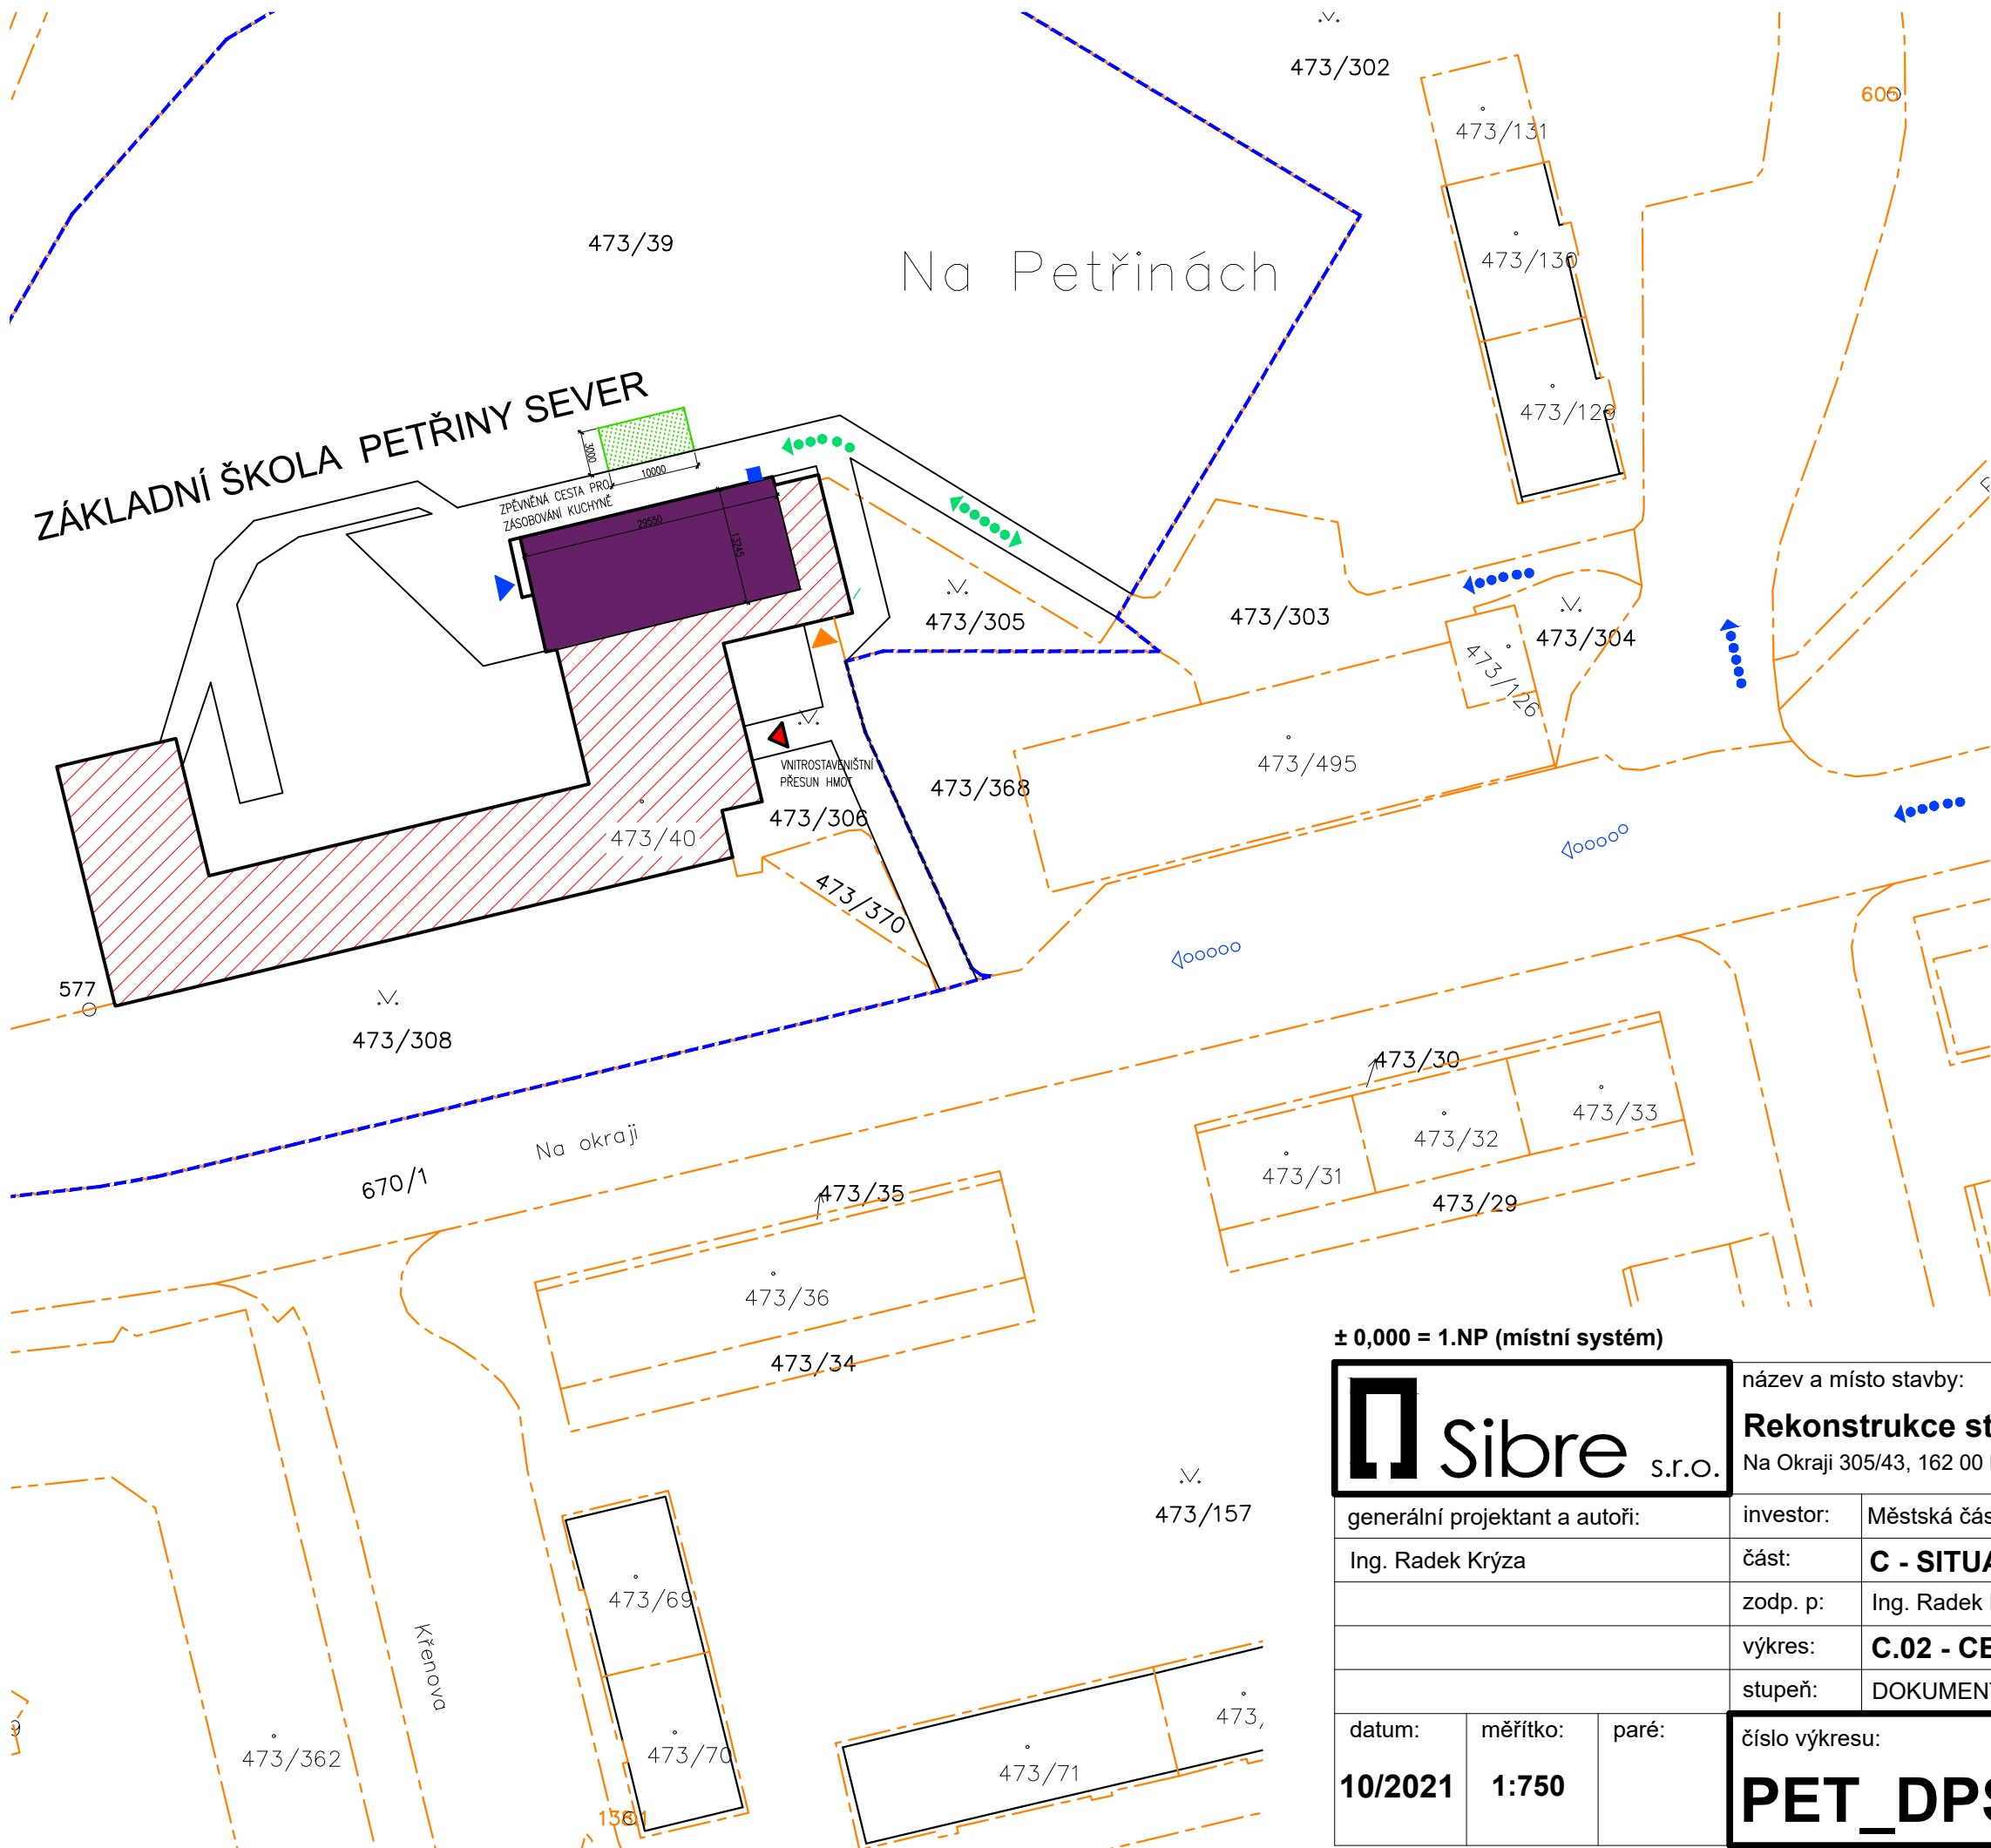 473/302
605
473/131
473/39
Na Petřinách
473/130
ZÁKLADNÍ ŠKOLA PETŘINY SEVER
473/129
3000
10000
ZPĚVNĚNÁ CESTA PRO
ZÁSOBOVÁNÍ KUCHYNĚ
29550
13245
473/305
473/303
473/304
473/126
VNITROSTAVENIŠTNÍ
PŘESUN HMOT
473/495
473/368
473/306
473/40
473/370
577
473/308
473/30
473/33
473/32
473/31
Na okraji
670/1
473/35
473/29
473/36
473/34
± 0,000 = 1.NP (místní systém)
název a místo stavby:
Sibre s.r.o.
Rekonstrukce st
Na Okraji 305/43, 162 00
473/157
generální projektant a autoři:
investor:
Městská čás
Ing. Radek Krýza
část:
C - SITUA
473/69
zodp. p:
Ing. Radek
Křenova
výkres:
C.02 - CE
stupeň:
DOKUMEN
473/
473/362
473/70
473/71
datum:
měřítko:
paré:
číslo výkresu:
10/2021
1:750
PET_DPS